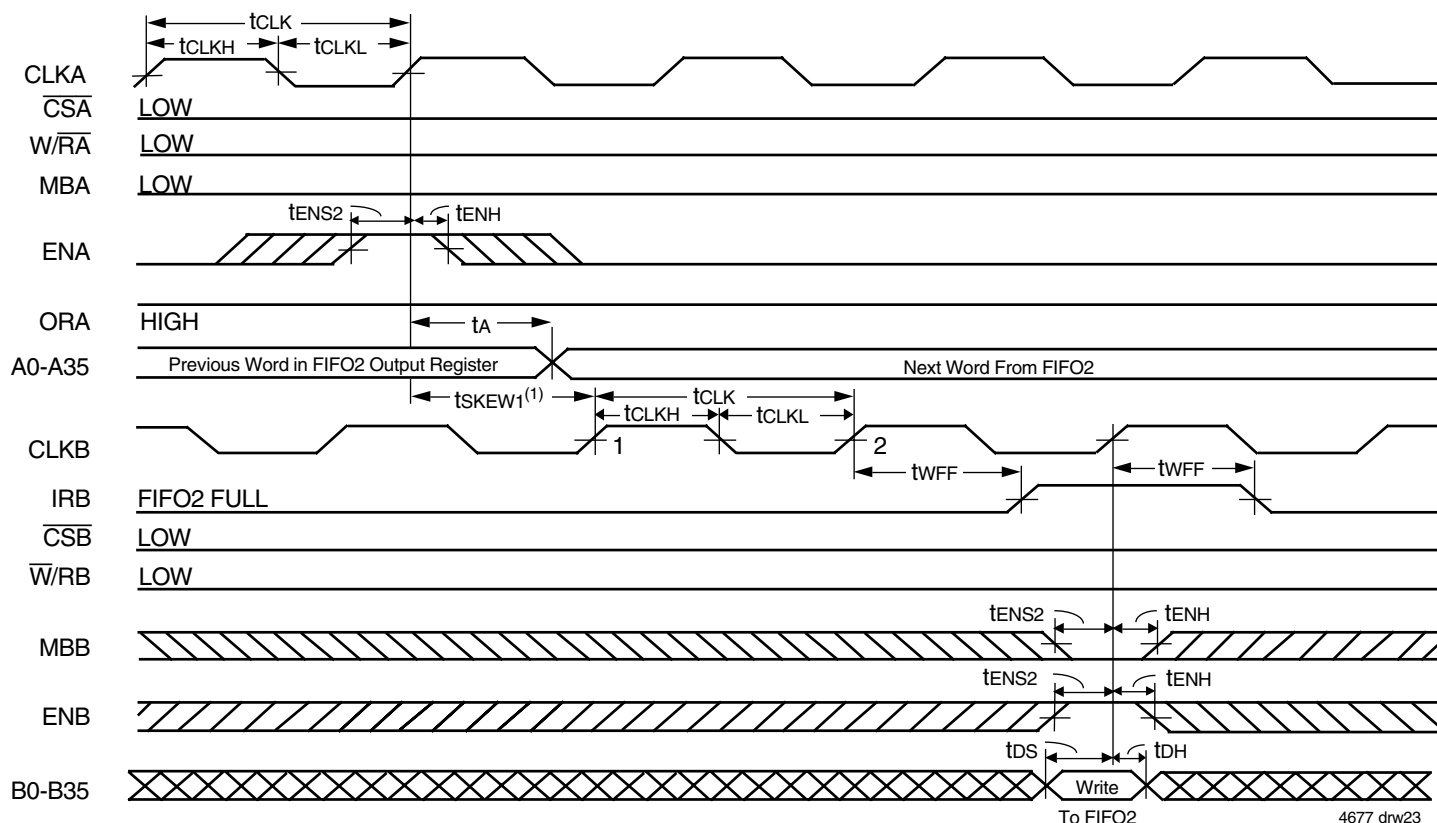 tCLK
tCLKH tCLKL
CLKA
CSA LOW
W/RA LOW
MBA LOW
tENS2 tENH
ENA
ORA HIGH
tA
A0-A35 Previous Word in FIFO2 Output Register Next Word From FIFO2
tSKEW1(1) tCLK
tCLKH tCLKL
CLKB 1 2
tWFF tWFF
IRB FIFO2 FULL
CSB LOW
W/RB LOW
tENS2 tENH
MBB
tENS2 tENH
ENB
tDS tDH
B0-B35 Write
To FIFO2 4677 drw23